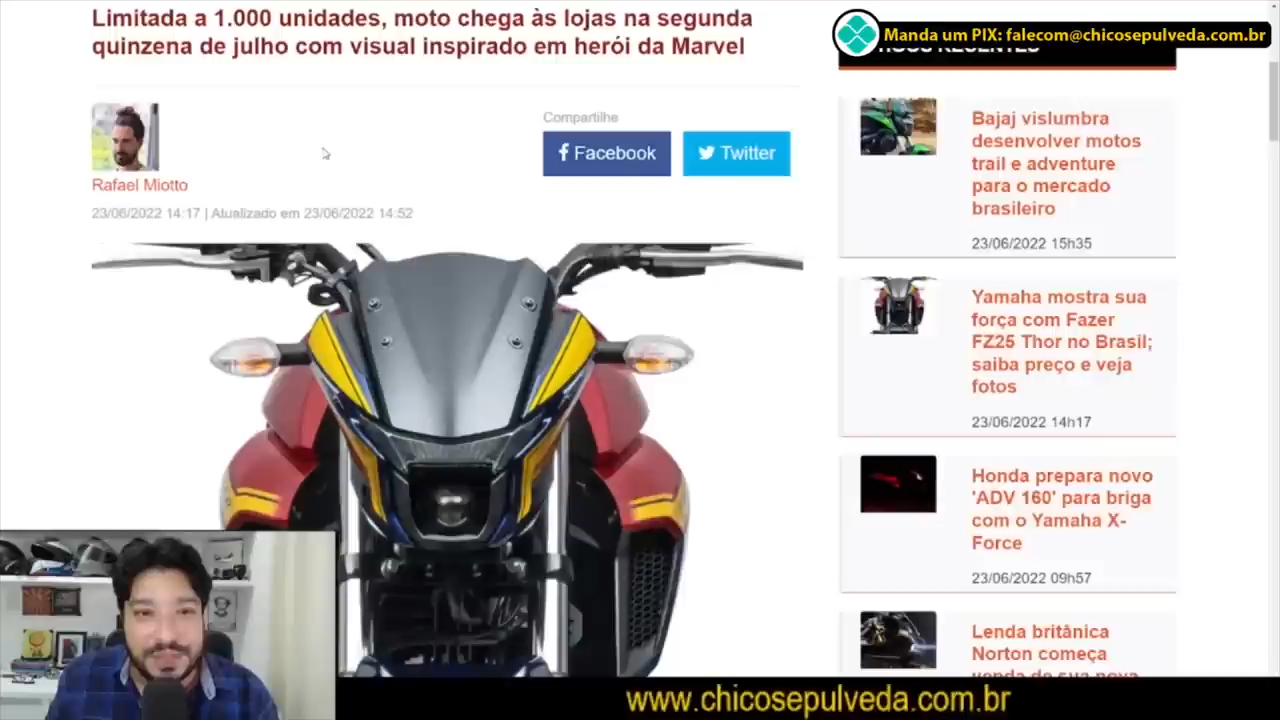 Limitada a 1.000 unidades, moto chega às lojas na segunda
quinzena de julho com visual inspirado em herói da Marvel
Rafael Miotto
23/06/2022 14:17 | Atualizado em 23/06/2022 14:52
Compartilhe
Facebook
Twitter
Manda um PIX: falecom@chicosepulveda.com.br
RECENTES
Bajaj vislumbra
desenvolver motos
trail e adventure
para o mercado
brasileiro
23/06/2022 15h35
Yamaha mostra sua
força com Fazer
FZ25 Thor no Brasil;
saiba preço e veja
fotos
23/06/2022 14h17
Honda prepara novo
'ADV 160' para briga
com o Yamaha X-
Force
23/06/2022 09h57
Lenda britânica
Norton começa
venda de sua nova
www.chicosepulveda.com.br